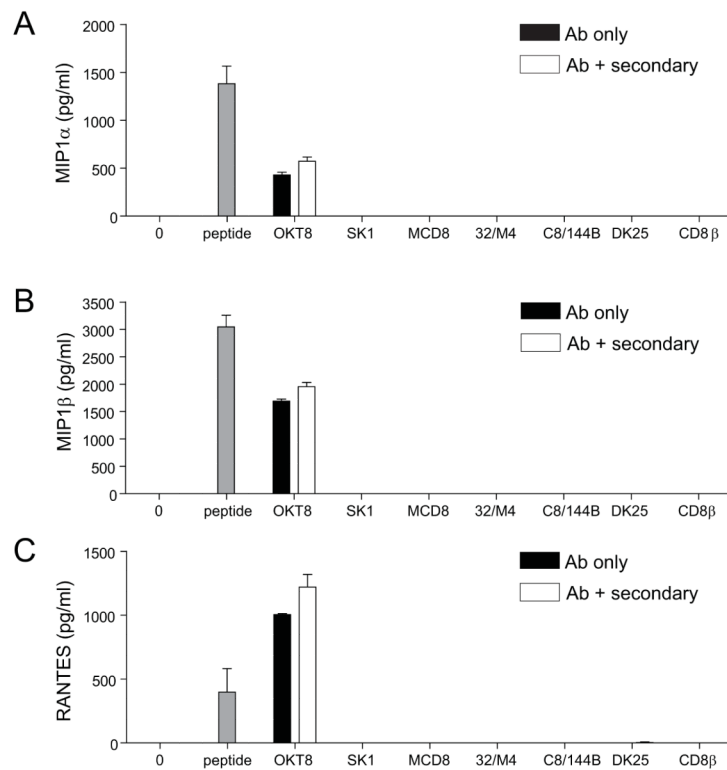 A
MIP1α (pg/ml)
2000
1500
1000
500
0
Ab only
Ab + secondary
0 peptide OKT8 SK1 MCD8 32/M4 C8/144B DK25 CD8β
B
MIP1β (pg/ml)
3500
3000
2500
2000
1500
1000
500
0
Ab only
Ab + secondary
0 peptide OKT8 SK1 MCD8 32/M4 C8/144B DK25 CD8β
C
RANTES (pg/ml)
1500
1000
500
0
Ab only
Ab + secondary
0 peptide OKT8 SK1 MCD8 32/M4 C8/144B DK25 CD8β